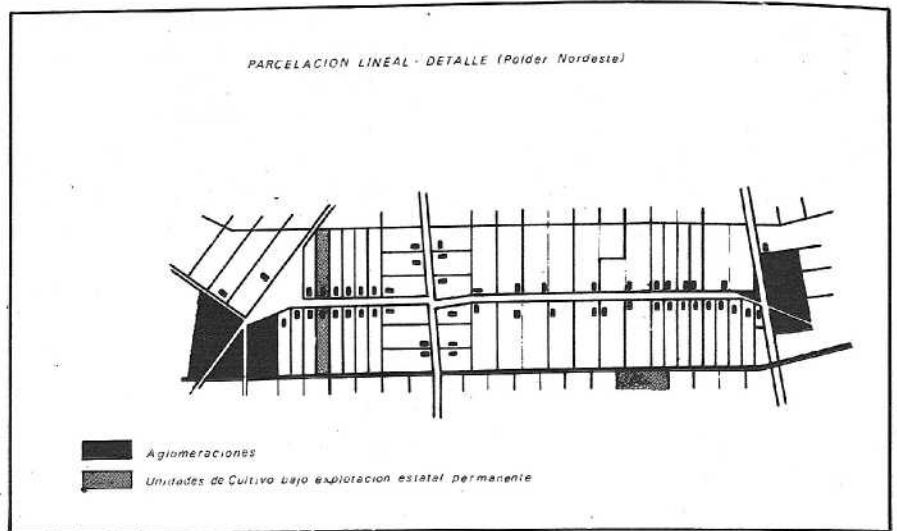 PARCELACION LINEAL - DETALLE (Polder Nordeste)
Aglomeraciones
Unidades de Cultivo bajo explotacion estatal permanente